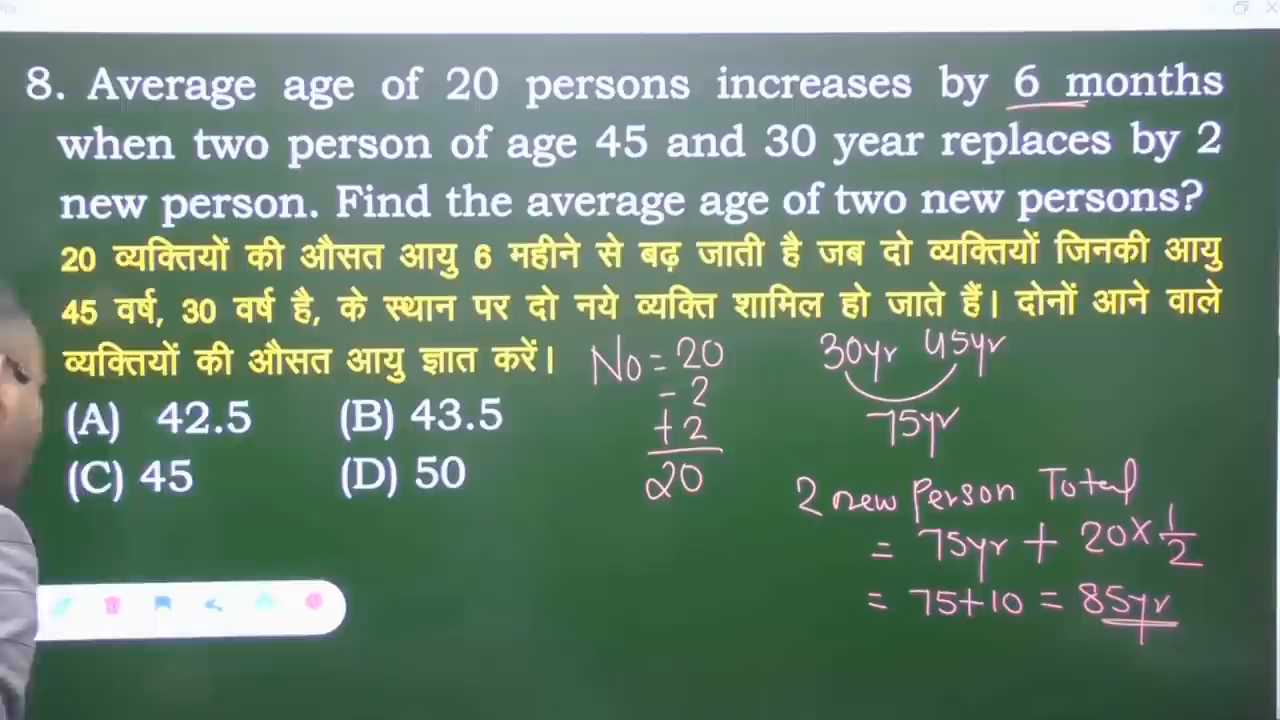 8. Average age of 20 persons increases by 6 months
when two person of age 45 and 30 year replaces by 2
new person. Find the average age of two new persons?
20 व्यक्तियों की औसत आयु 6 महीने से बढ़ जाती है जब दो व्यक्तियों जिनकी आयु
45 वर्ष, 30 वर्ष है, के स्थान पर दो नये व्यक्ति शामिल हो जाते हैं। दोनों आने वाले
व्यक्तियों की औसत आयु ज्ञात करें।
(A) 42.5 (B) 43.5
(C) 45 (D) 50
No = 20
- 2
+ 2
20
30yr 45yr
75yr
2 new Person Total
= 75yr + 20 × 1/2
= 75+10 = 85yr